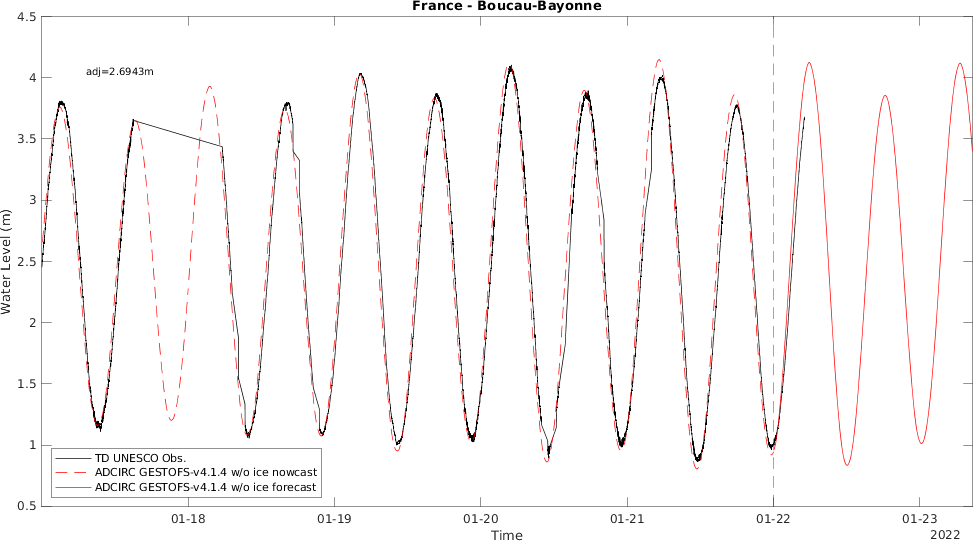 France - Boucau-Bayonne
4.5
4
3.5
3
2.5
2
1.5
1
0.5
Water Level (m)
adj=2.6943m
TD UNESCO Obs.
ADCIRC GESTOFS-v4.1.4 w/o ice nowcast
ADCIRC GESTOFS-v4.1.4 w/o ice forecast
01-18 01-19 01-20 01-21 01-22 01-23
Time
2022